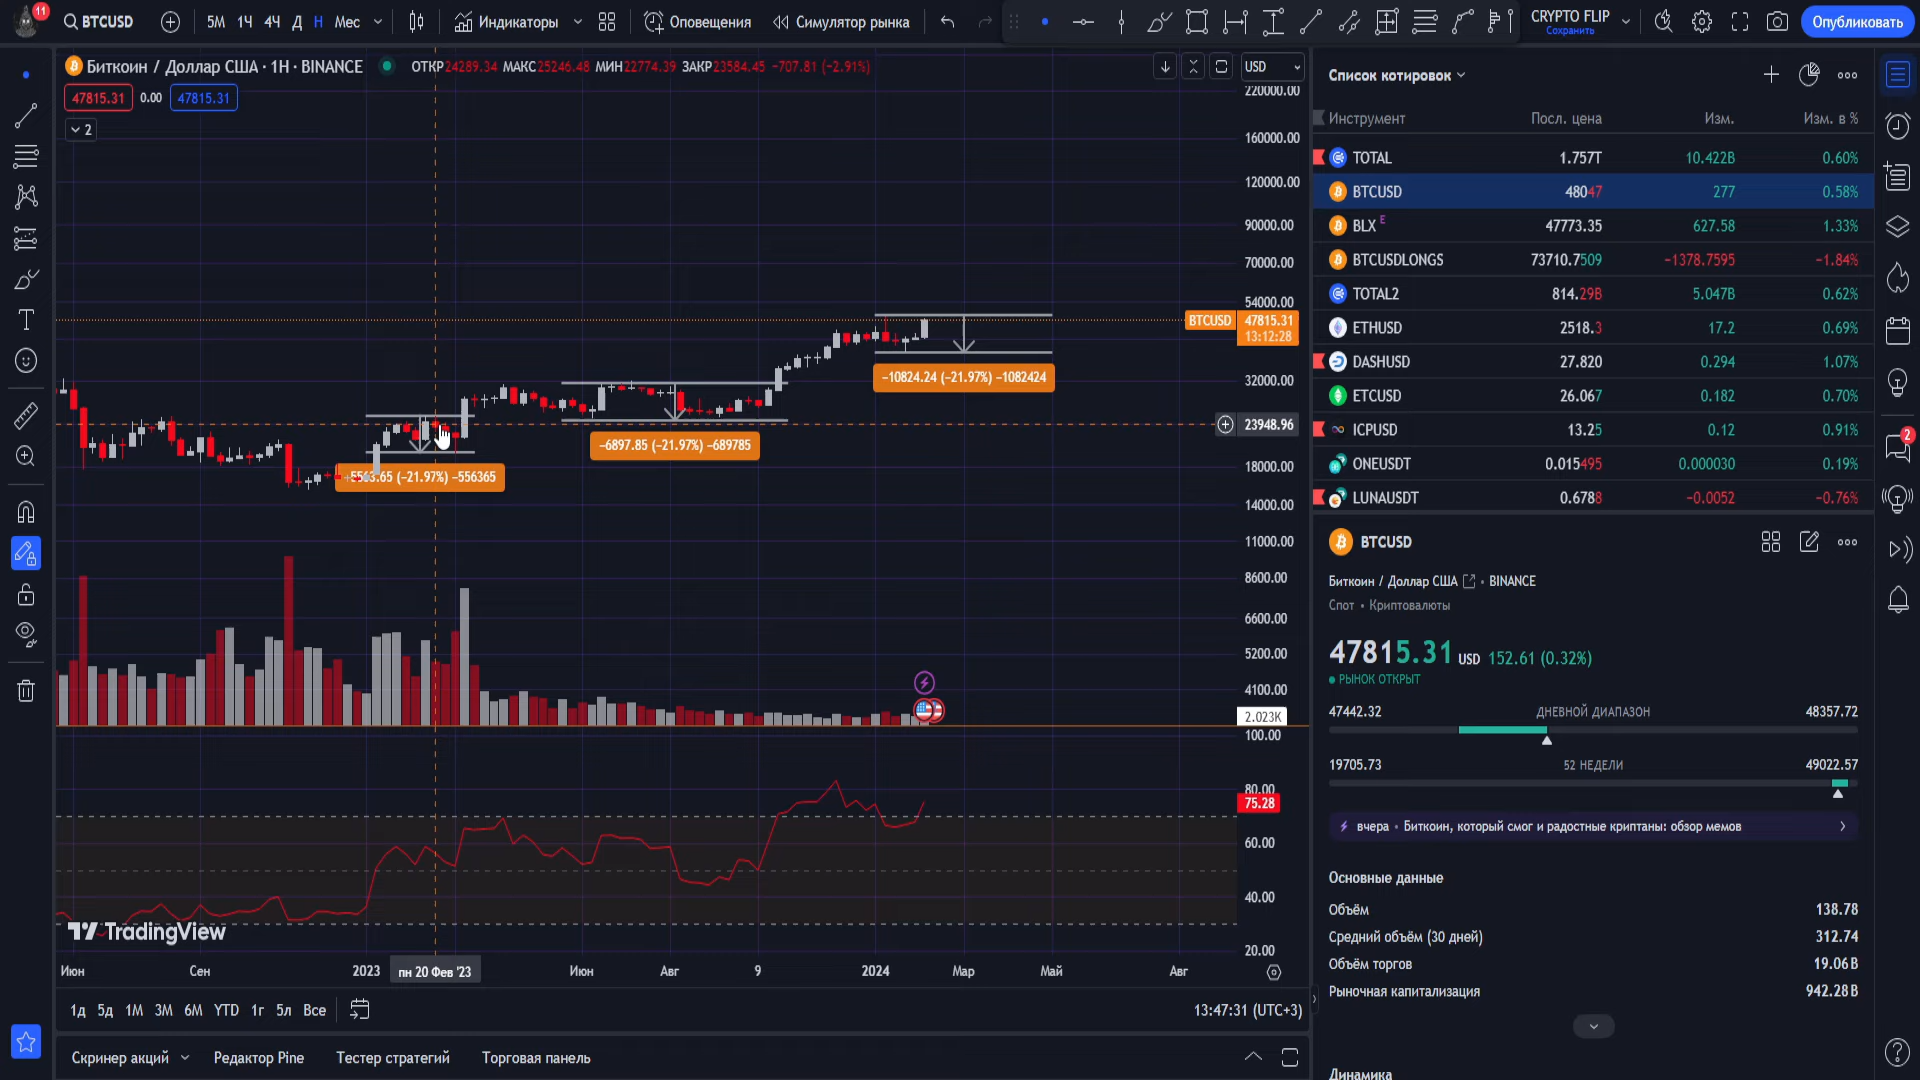 11
BTCUSD
5М 1Ч 4Ч Д Н Мес
Индикаторы
Оповещения
Симулятор рынка
CRYPTO FLIP
Сохранить
Опубликовать
Биткоин / Доллар США · 1Н · BINANCE
ОТКР24289.34 МАКС25246.48 МИН22774.39 ЗАКР23584.45 −707.81 (−2.91%)
USD
47815.31 0.00 47815.31
2
220000.00
160000.00
120000.00
90000.00
70000.00
54000.00
BTCUSD 47815.31
13:12:28
32000.00
23948.96
18000.00
14000.00
11000.00
8600.00
6600.00
5200.00
4100.00
2.023K
100.00
80.00
75.28
60.00
40.00
20.00
−10824.24 (−21.97%) −1082424
−6897.85 (−21.97%) −689785
(−21.97%) −556365
TradingView
Июн Сен 2023 пн 20 Фев '23 Июн Авг 9 2024 Мар Май Авг
1д 5д 1М 3М 6М YTD 1г 5л Все
13:47:31 (UTC+3)
Скринер акций Редактор Pine Тестер стратегий Торговая панель
Список котировок
Инструмент Посл. цена Изм. Изм. в %
TOTAL 1.757T 10.422B 0.60%
BTCUSD 48047 277 0.58%
BLX E 47773.35 627.58 1.33%
BTCUSDLONGS 73710.7509 −1378.7595 −1.84%
TOTAL2 814.29B 5.047B 0.62%
ETHUSD 2518.3 17.2 0.69%
DASHUSD 27.820 0.294 1.07%
ETCUSD 26.067 0.182 0.70%
ICPUSD 13.25 0.12 0.91%
ONEUSDT 0.015495 0.000030 0.19%
LUNAUSDT 0.6788 −0.0052 −0.76%
2
BTCUSD
Биткоин / Доллар США • BINANCE
Спот • Криптовалюты
47815.31 USD 152.61 (0.32%)
РЫНОК ОТКРЫТ
47442.32 ДНЕВНОЙ ДИАПАЗОН 48357.72
19705.73 52 НЕДЕЛИ 49022.57
вчера • Биткоин, который смог и радостные криптаны: обзор мемов
Основные данные
Объём 138.78
Средний объём (30 дней) 312.74
Объём торгов 19.06B
Рыночная капитализация 942.28B
Динамика